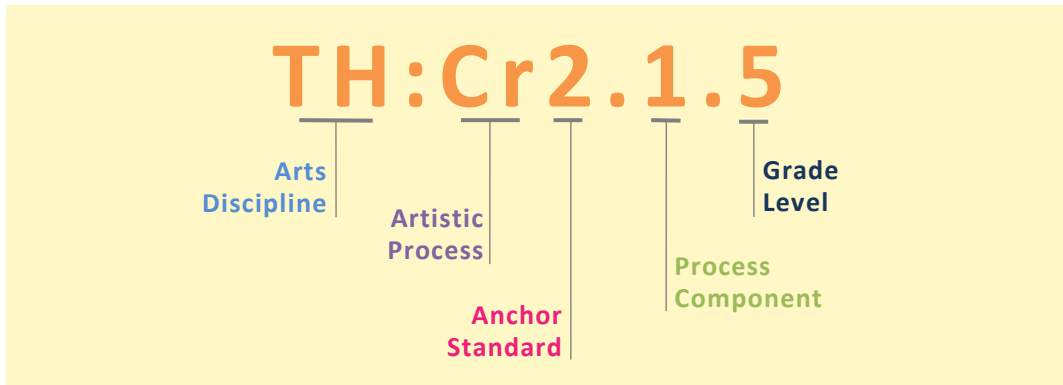 TH:Cr2.1.5
Arts
Discipline
Artistic
Process
Anchor
Standard
Process
Component
Grade
Level